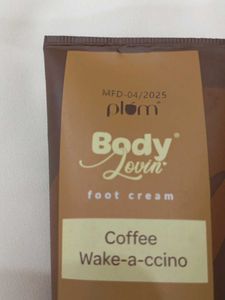 MFD-04/2025
plum
Body
Lovin'
foot cream
Coffee
Wake-a-ccino